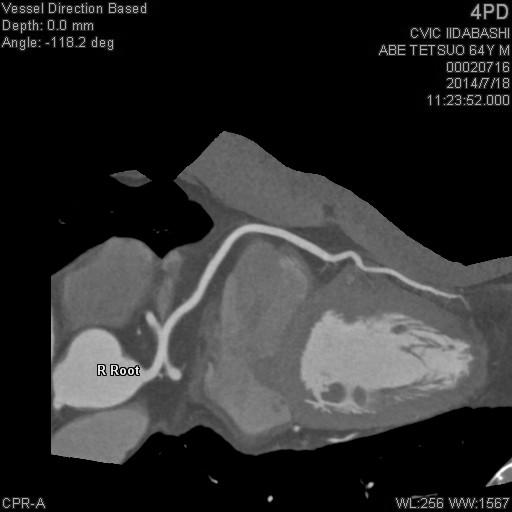 Vessel Direction Based
Depth: 0.0 mm
Angle: -118.2 deg
4PD
CVIC IIDABASHI
ABE TETSUO 64Y M
00020716
2014/7/18
11:23:52.000
R Root
CPR-A
WL:256 WW:1567